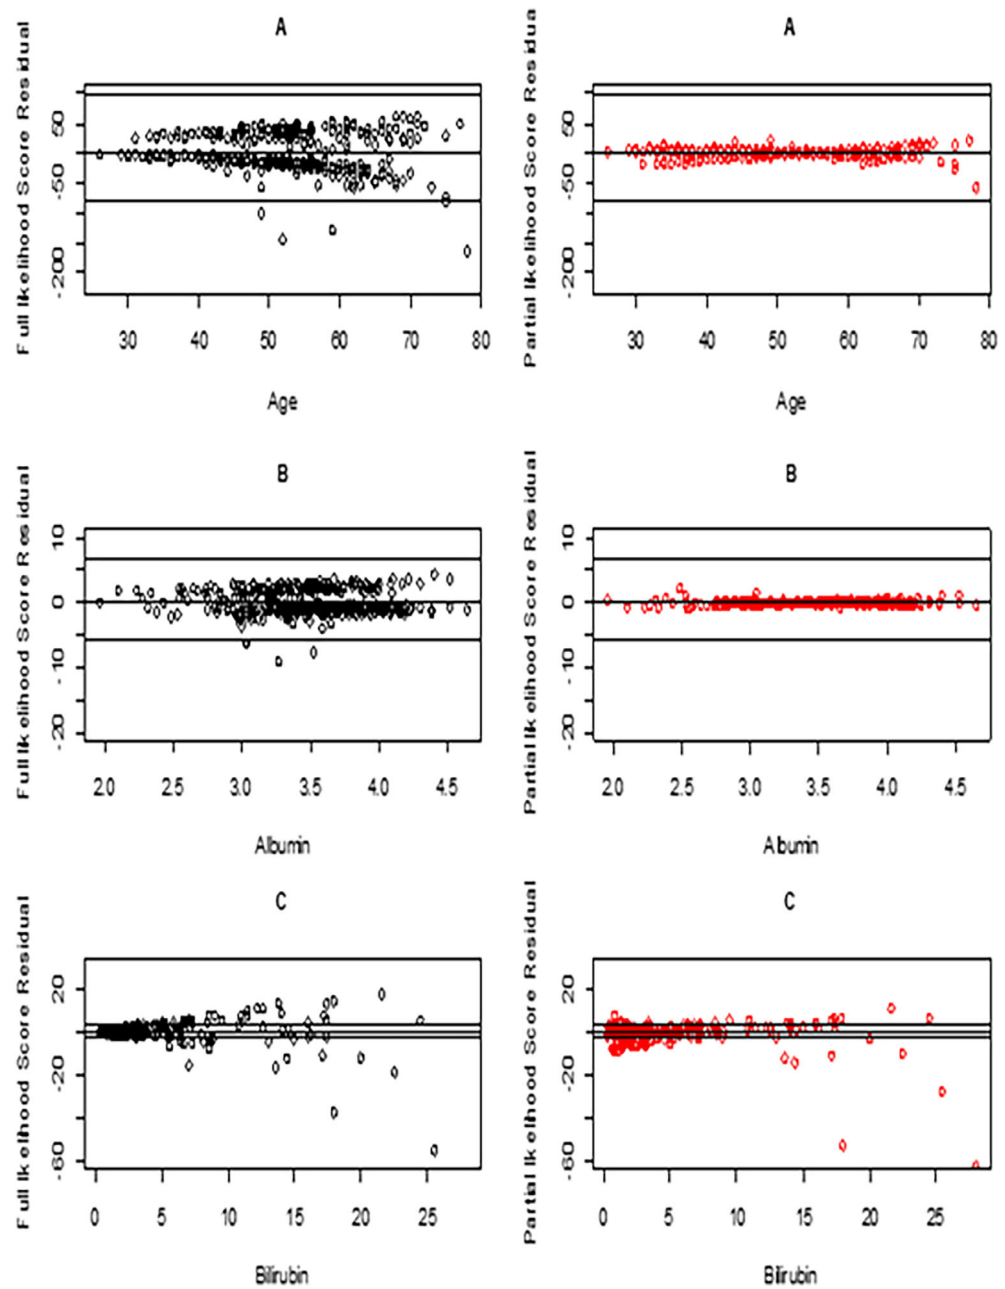 A
A
Full likelihood Score Residual
50
-50
-200
30 40 50 60 70 80
Age
Partial likelihood Score Residua
50
-50
-200
30 40 50 60 70 80
Age
B
B
Full likelihood Score Residual
10
0
-10
-20
2.0 2.5 3.0 3.5 4.0 4.5
Albumin
Partial likelihood Score Residual
10
0
-10
-20
2.0 2.5 3.0 3.5 4.0 4.5
Albumin
C
C
Full likelihood Score Residual
20
-20
-60
0 5 10 15 20 25
Bilirubin
Partial likelihood Score Residual
20
-20
-60
0 5 10 15 20 25
Bilirubin